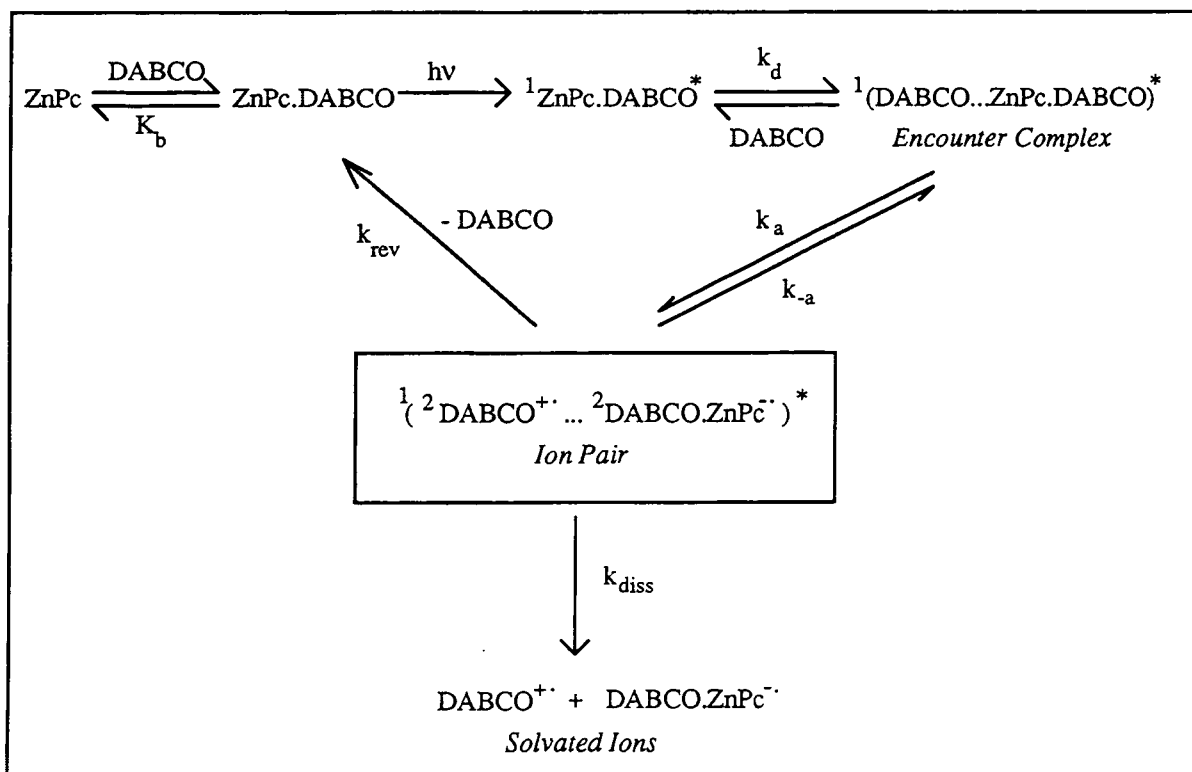 DABCO
ZnPc
K_b
ZnPc.DABCO
hν
¹ZnPc.DABCO*
k_d
DABCO
¹(DABCO...ZnPc.DABCO)*
Encounter Complex
k_rev
- DABCO
k_a
k_-a
¹(²DABCO⁺˙ ... ²DABCO.ZnPc⁻˙)*
Ion Pair
k_diss
DABCO⁺˙ + DABCO.ZnPc⁻˙
Solvated Ions